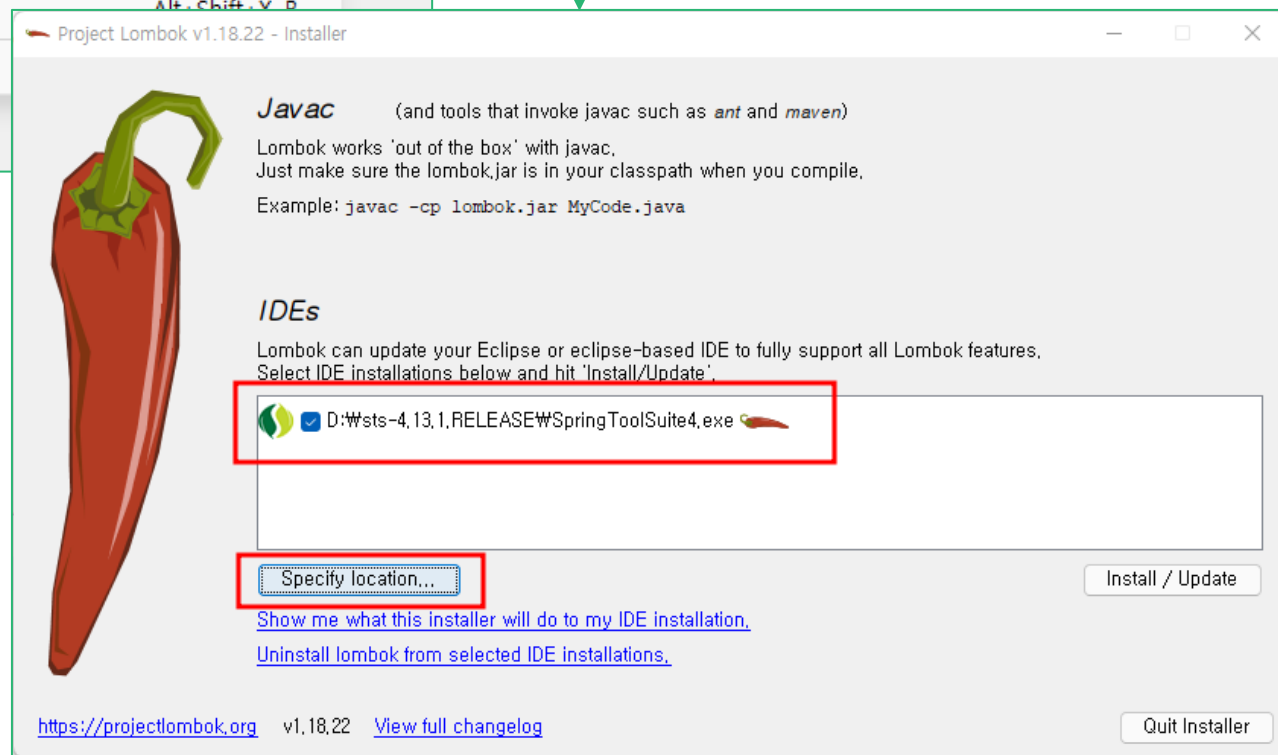 Alt+Shift+X, B
Project Lombok v1.18.22 - Installer
Javac (and tools that invoke javac such as ant and maven)
Lombok works 'out of the box' with javac.
Just make sure the lombok.jar is in your classpath when you compile.
Example: javac -cp lombok.jar MyCode.java
IDEs
Lombok can update your Eclipse or eclipse-based IDE to fully support all Lombok features.
Select IDE installations below and hit 'Install/Update'.
D:₩sts-4.13.1.RELEASE₩SpringToolSuite4.exe
Specify location...
Install / Update
Show me what this installer will do to my IDE installation.
Uninstall lombok from selected IDE installations.
https://projectlombok.org v1.18.22 View full changelog
Quit Installer